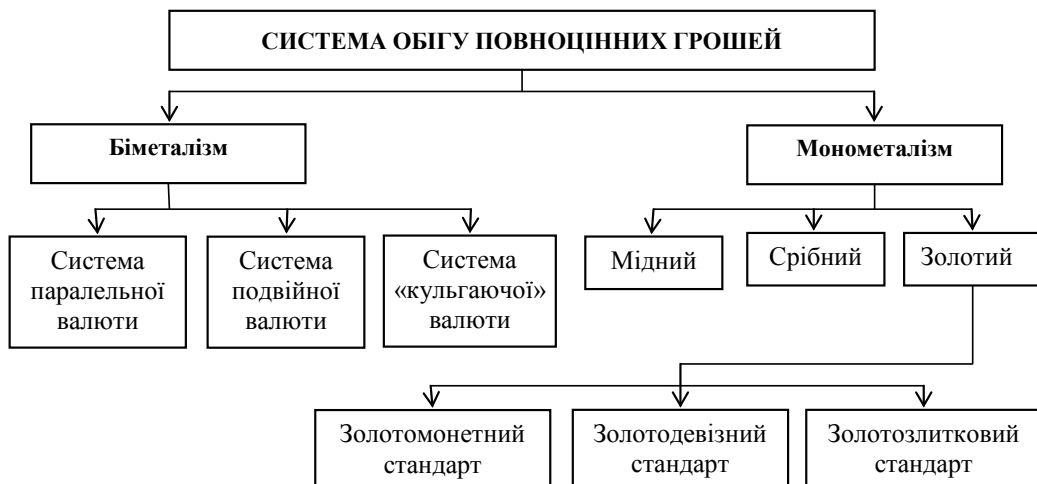 СИСТЕМА ОБІГУ ПОВНОЦІННИХ ГРОШЕЙ
Біметалізм
Монометалізм
Система
паралельної
валюти
Система
подвійної
валюти
Система
«кульгаючої»
валюти
Мідний
Срібний
Золотий
Золотомонетний
стандарт
Золотодевізний
стандарт
Золотозлитковий
стандарт